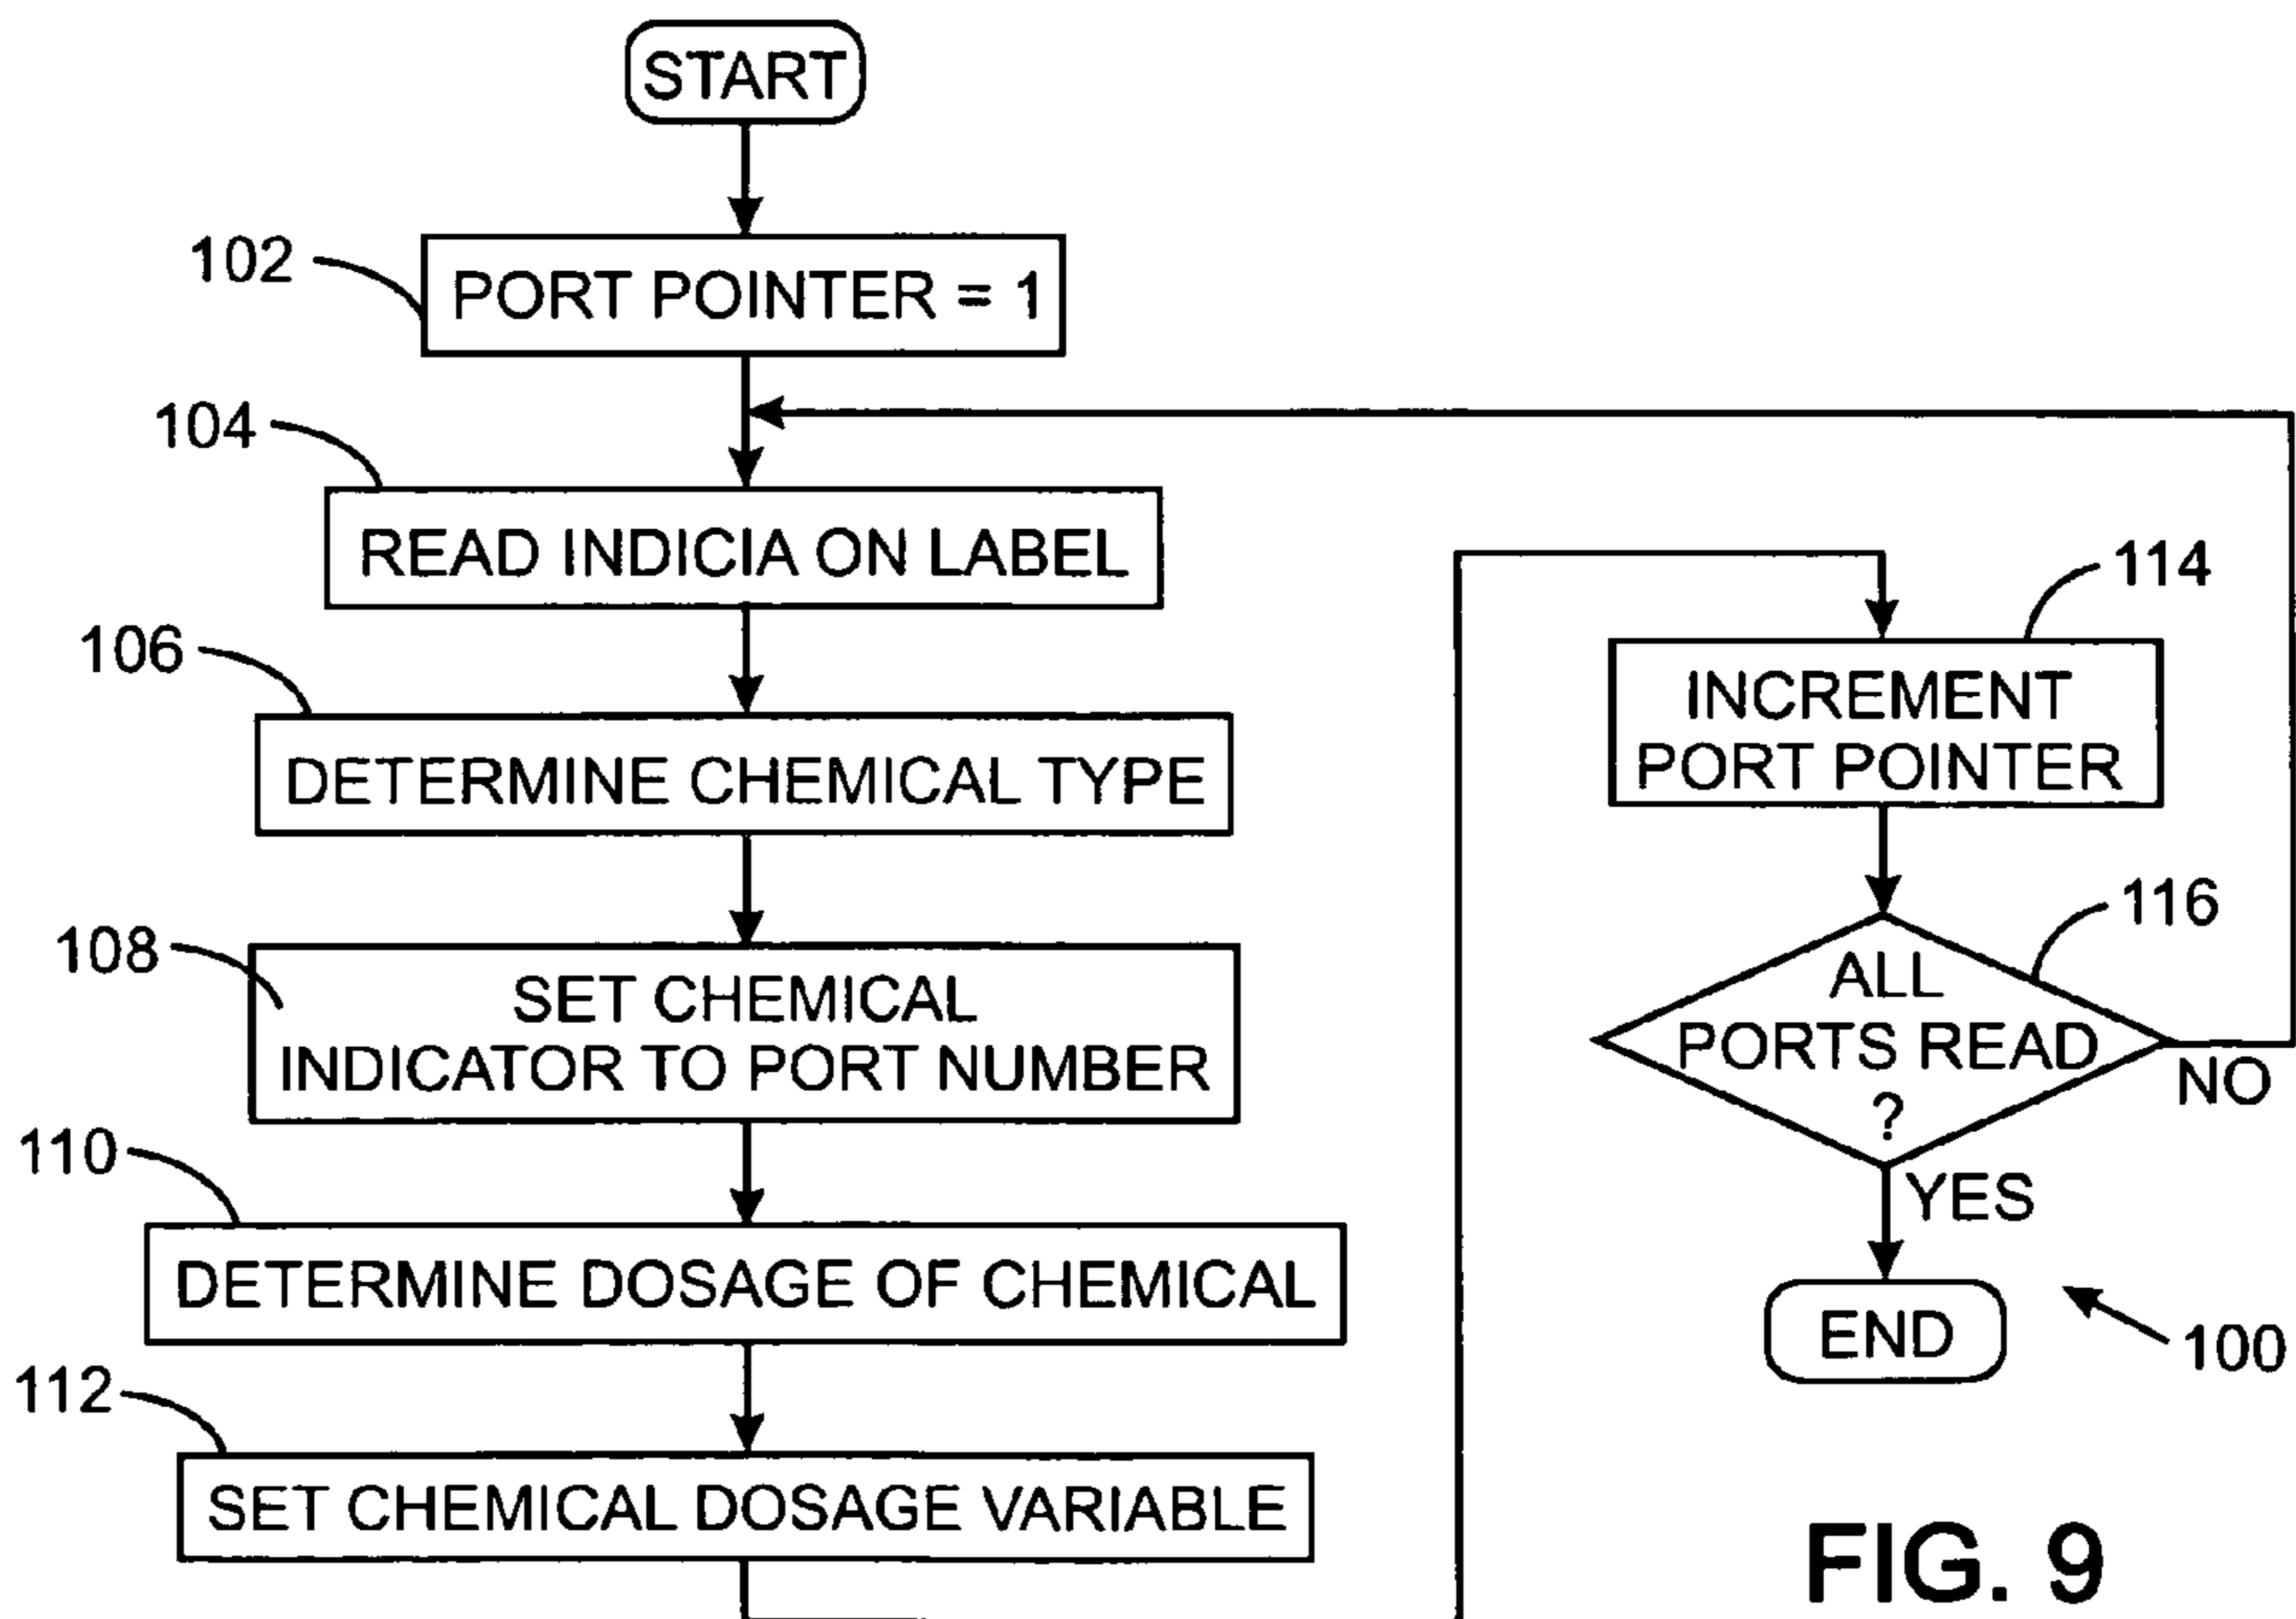 START
102
PORT POINTER = 1
104
READ INDICIA ON LABEL
106
DETERMINE CHEMICAL TYPE
108
SET CHEMICAL
INDICATOR TO PORT NUMBER
110
DETERMINE DOSAGE OF CHEMICAL
112
SET CHEMICAL DOSAGE VARIABLE
114
INCREMENT
PORT POINTER
116
ALL
PORTS READ
?
NO
YES
END
100
FIG. 9